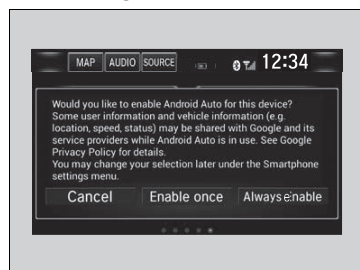 MAP AUDIO SOURCE 12:34
Would you like to enable Android Auto for this device?
Some user information and vehicle information (e.g.
location, speed, status) may be shared with Google and its
service providers while Android Auto is in use. See Google
Privacy Policy for details.
You may change your selection later under the Smartphone
settings menu.
Cancel Enable once Always enable